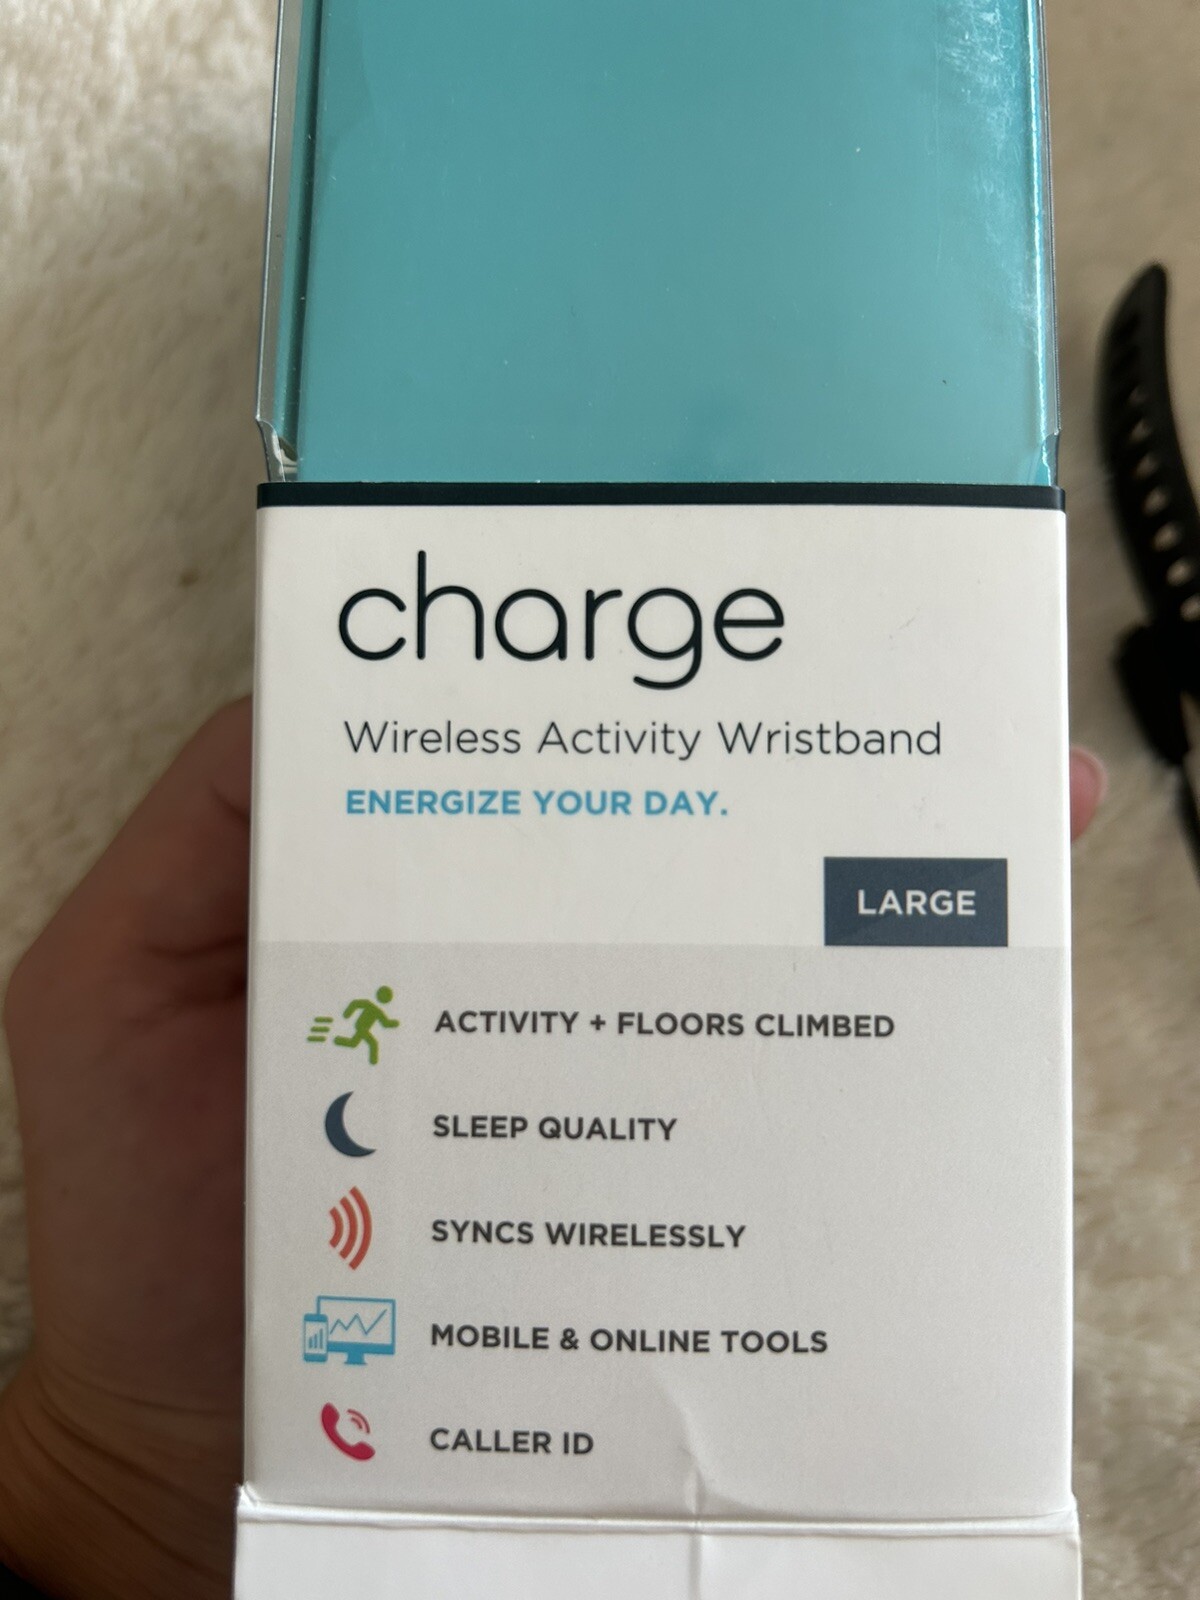 charge
Wireless Activity Wristband
ENERGIZE YOUR DAY.
LARGE
ACTIVITY + FLOORS CLIMBED
SLEEP QUALITY
SYNCS WIRELESSLY
MOBILE & ONLINE TOOLS
CALLER ID